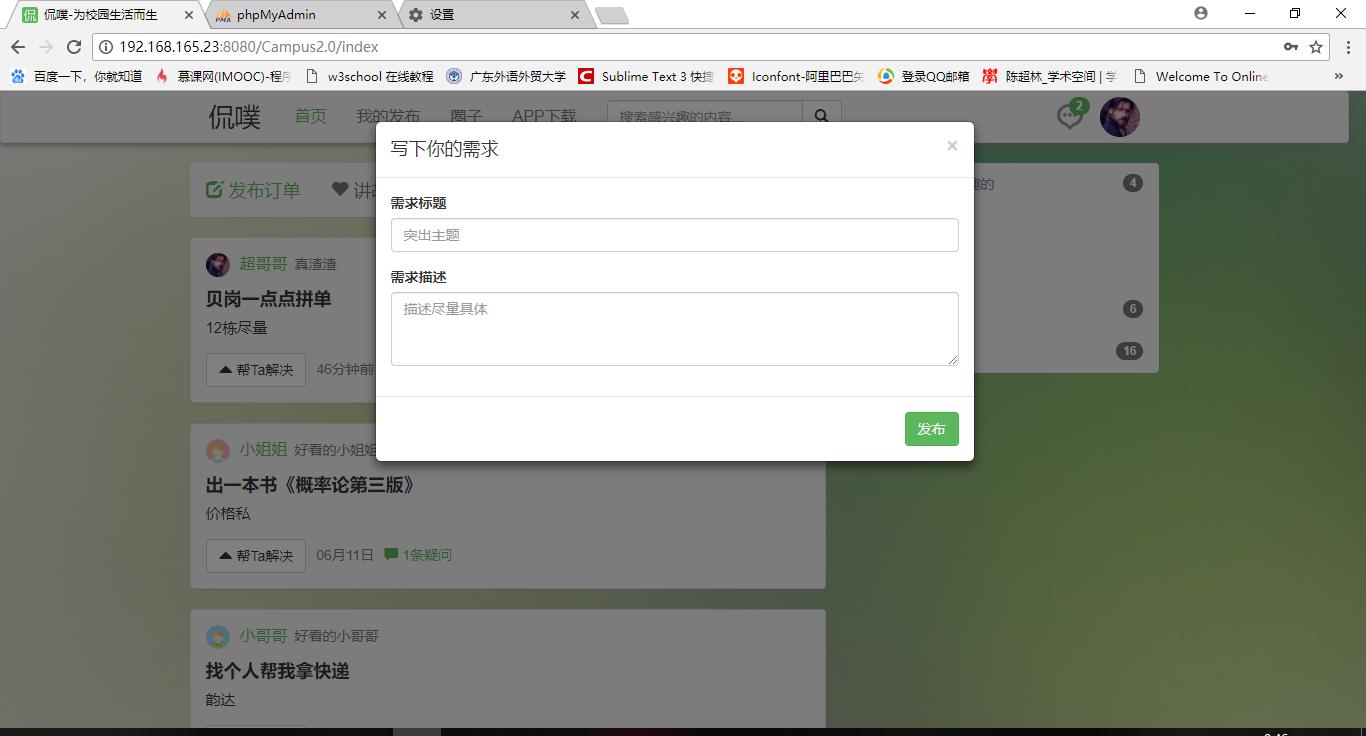 侃噗-为校园生活而生
phpMyAdmin
设置
192.168.165.23:8080/Campus2.0/index
百度一下，你就知道
慕课网(IMOOC)-程序
w3school 在线教程
广东外语外贸大学
Sublime Text 3 快捷
Iconfont-阿里巴巴矢
登录QQ邮箱
陈超林_学术空间 | 学
Welcome To Online
»
侃噗
首页
我的发布
圈子
APP下载
搜索感兴趣的内容...
2
写下你的需求
×
发布订单
讲故
趣的
4
需求标题
突出主题
超哥哥 真渣渣
需求描述
贝岗一点点拼单
描述尽量具体
6
12栋尽量
16
帮Ta解决
46分钟前
发布
小姐姐 好看的小姐姐
出一本书《概率论第三版》
价格私
帮Ta解决
06月11日
1条疑问
小哥哥 好看的小哥哥
找个人帮我拿快递
韵达